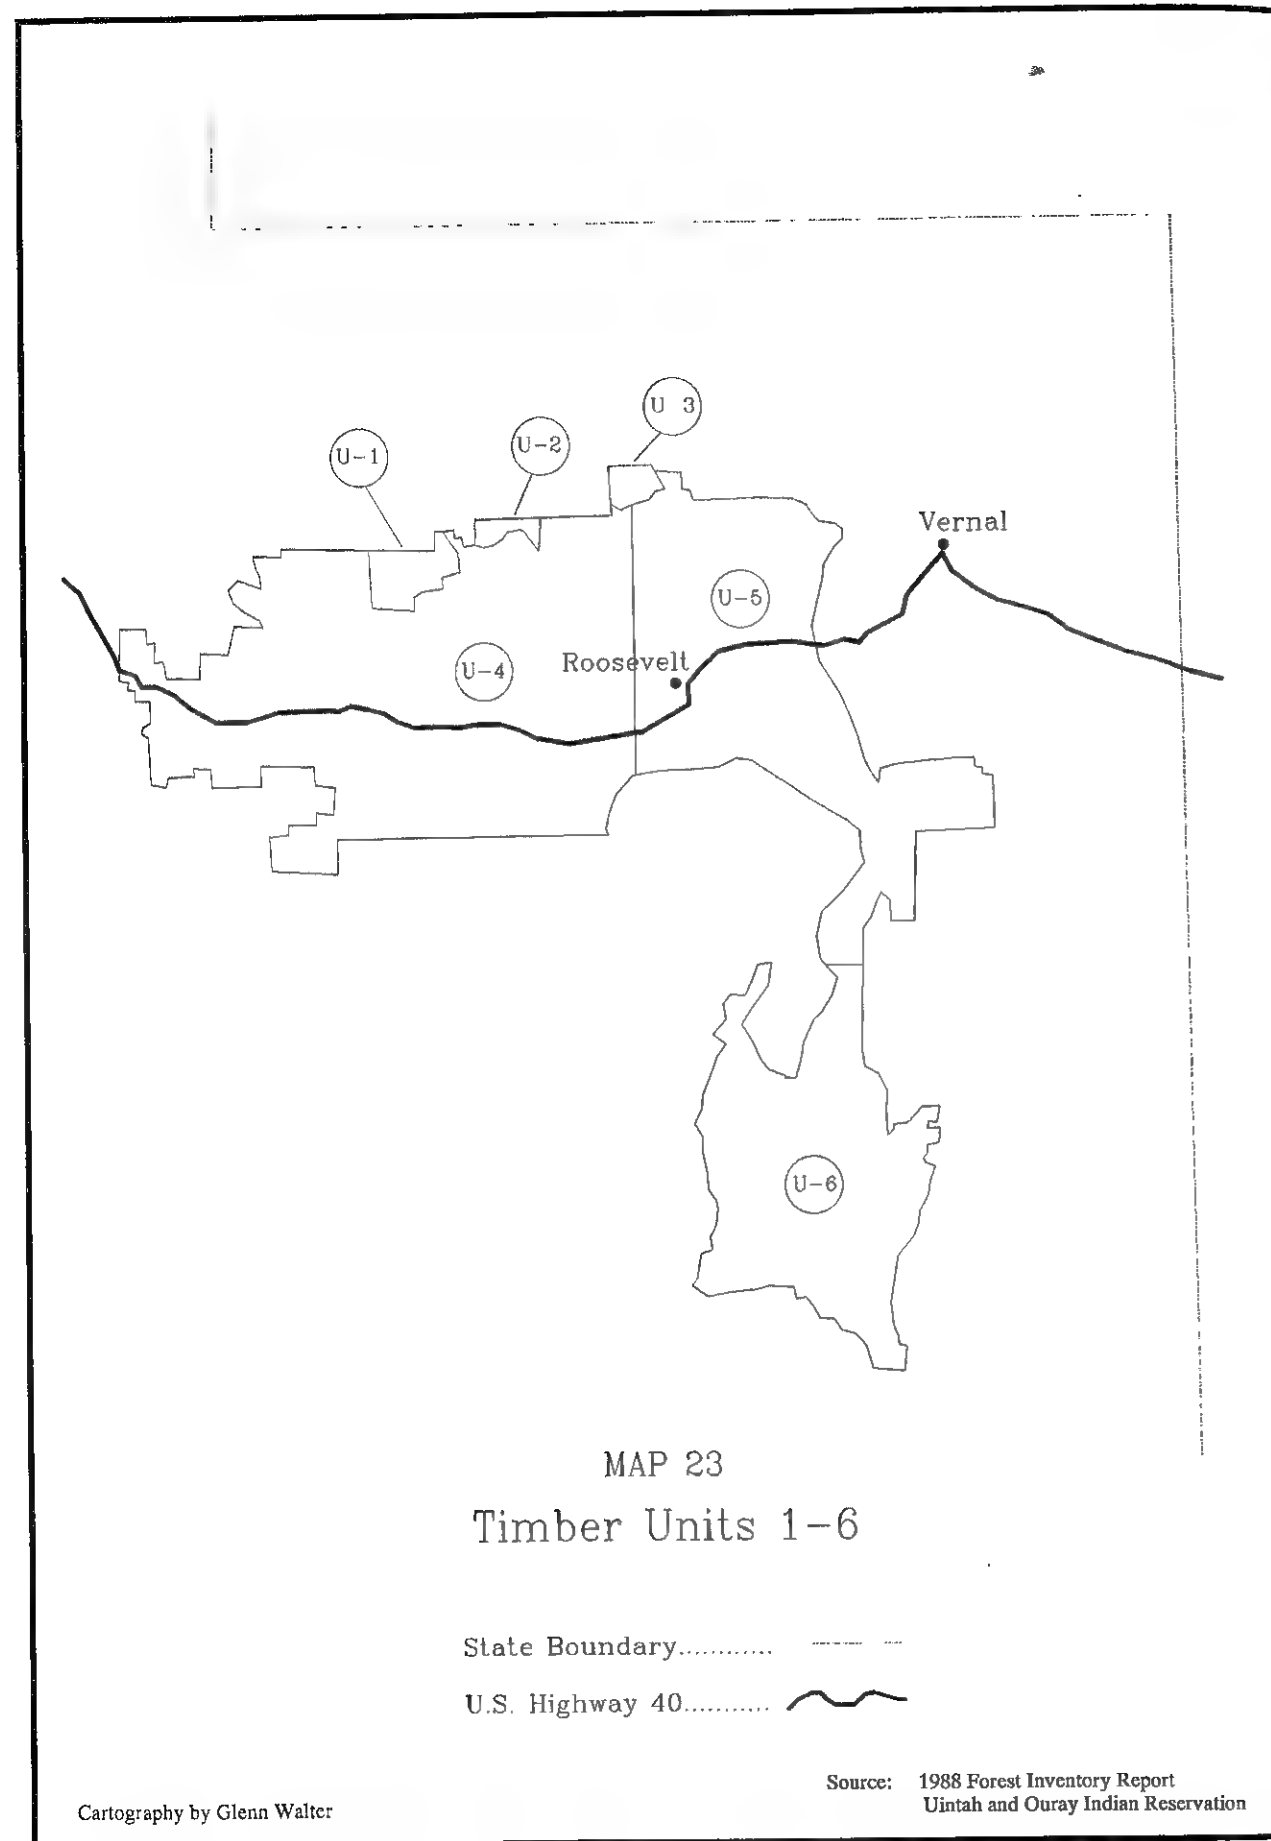 U 3
U-2
U-1
Vernal
U-5
Roosevelt
U-4
U-6
MAP 23
Timber Units 1-6
State Boundary............
U.S. Highway 40...........
Source: 1988 Forest Inventory Report
Uintah and Ouray Indian Reservation
Cartography by Glenn Walter